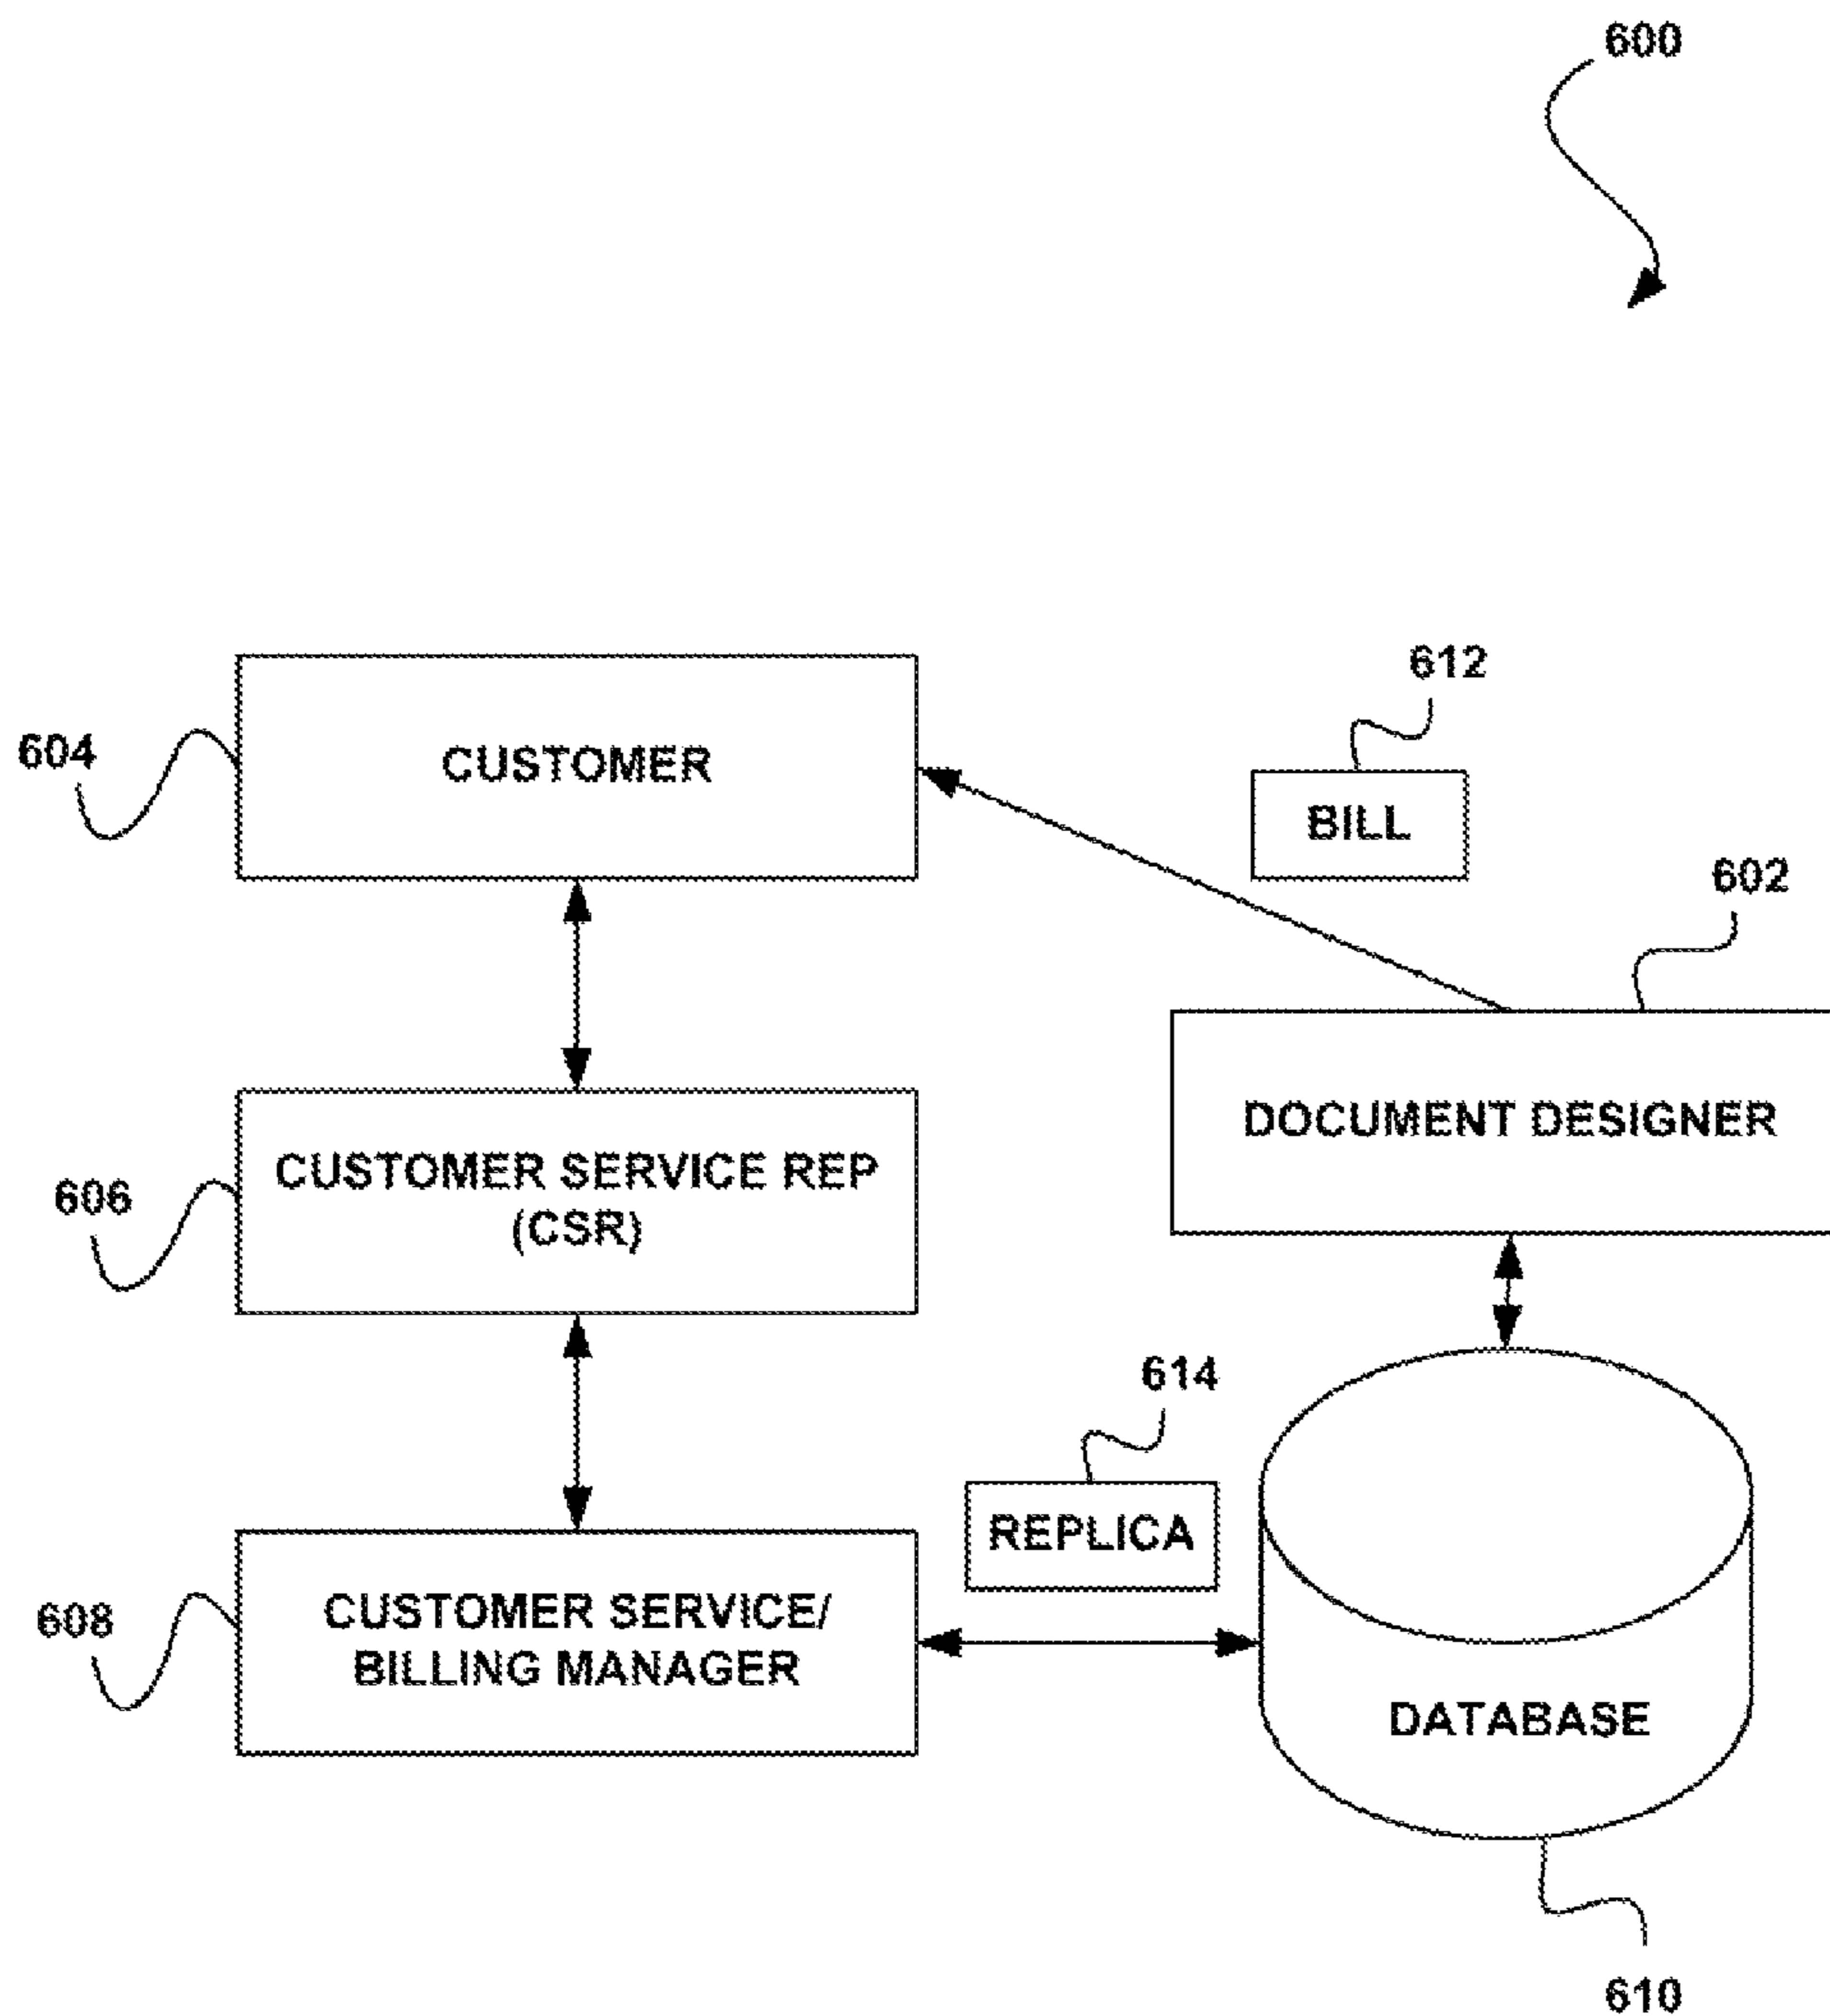 600
612
604
CUSTOMER
BILL
602
DOCUMENT DESIGNER
606
CUSTOMER SERVICE REP
(CSR)
614
REPLICA
608
CUSTOMER SERVICE/
BILLING MANAGER
DATABASE
610